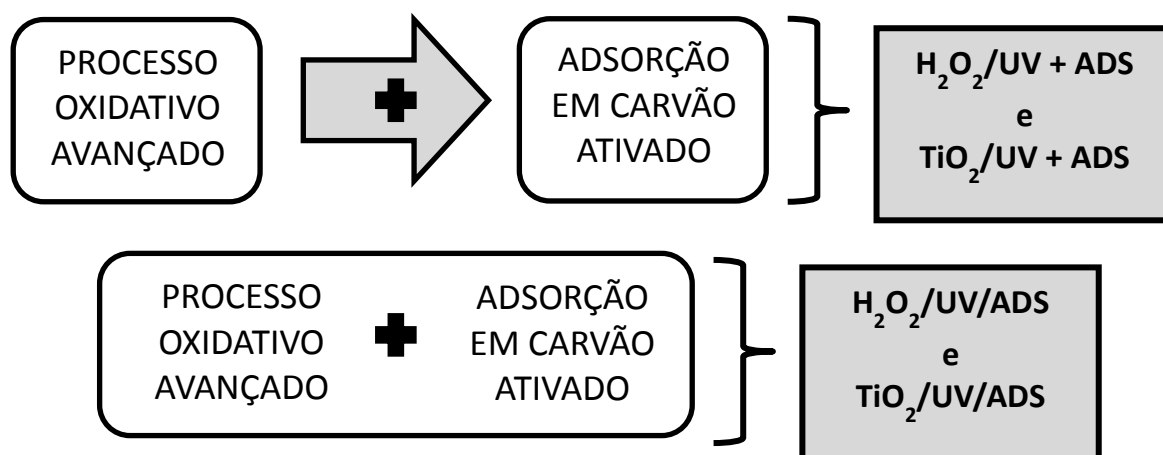 PROCESSO
OXIDATIVO
AVANÇADO
ADSORÇÃO
EM CARVÃO
ATIVADO
H₂O₂/UV + ADS
e
TiO₂/UV + ADS
PROCESSO
OXIDATIVO
AVANÇADO
ADSORÇÃO
EM CARVÃO
ATIVADO
H₂O₂/UV/ADS
e
TiO₂/UV/ADS